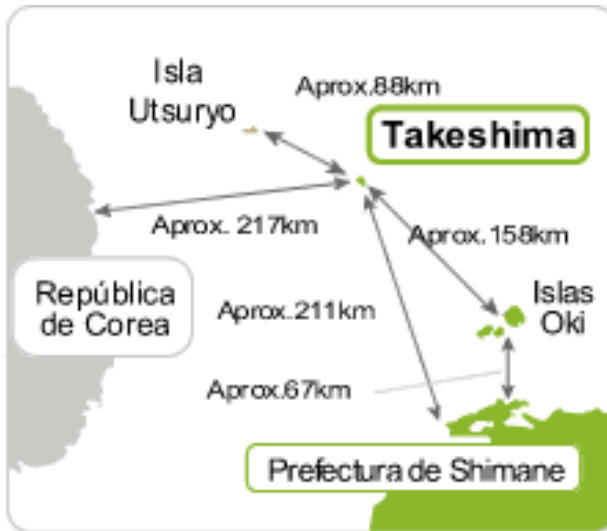 Isla
Utsuryo
Aprox.88km
Takeshima
Aprox. 217km
Aprox.158km
República
de Corea
Aprox.211km
Islas
Oki
Aprox.67km
Prefectura de Shimane